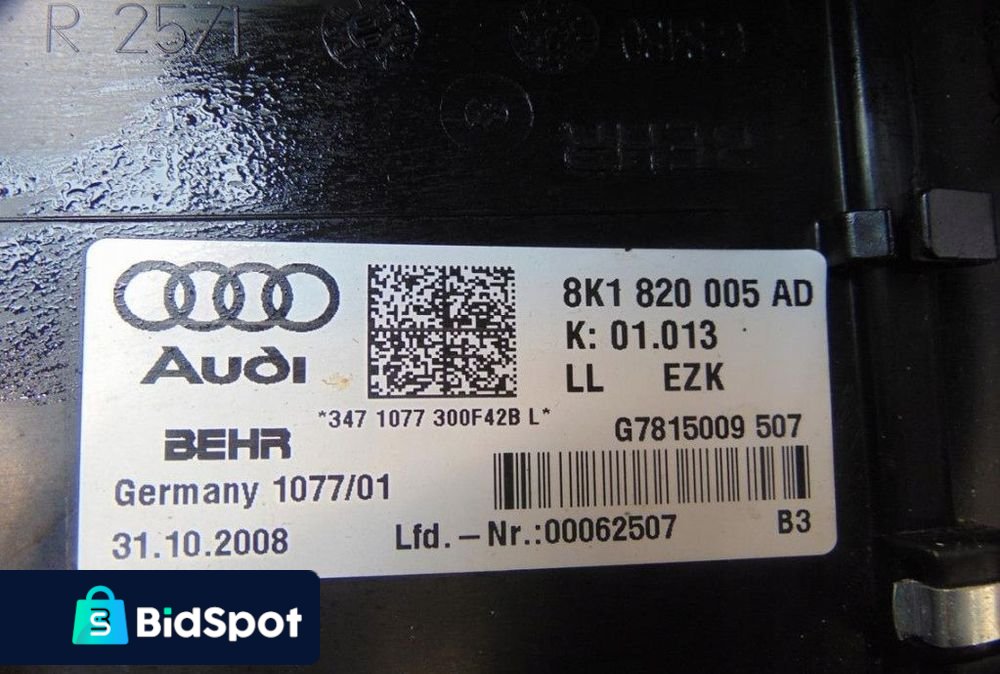 R 2571
BEHR
Audi
8K1 820 005 AD
K: 01.013
LL EZK
*347 1077 300F42B L*
G7815009 507
BEHR
Germany 1077/01
31.10.2008
Lfd.-Nr.:00062507
B3
BidSpot